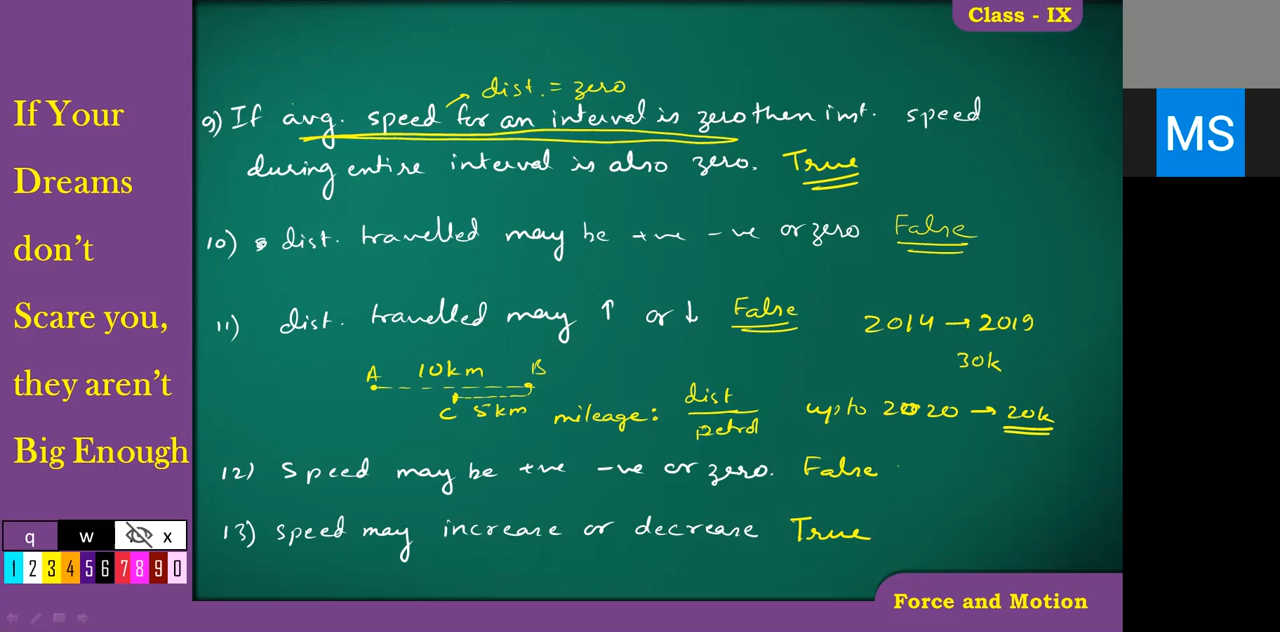 Class - IX
If Your
Dreams
don't
Scare you,
they aren't
Big Enough
dist. = zero
9) If avg. speed for an interval is zero then inst. speed
during entire interval is also zero. True
10) dist. travelled may be +ve -ve or zero False
11) dist. travelled may ↑ or ↓ False
2014 → 2019
30k
A 10km B
C 5km
mileage: dist / petrol
upto 2020 → 20k
12) Speed may be +ve -ve or zero. False
13) Speed may increase or decrease True
MS
q w x
1 2 3 4 5 6 7 8 9 0
Force and Motion